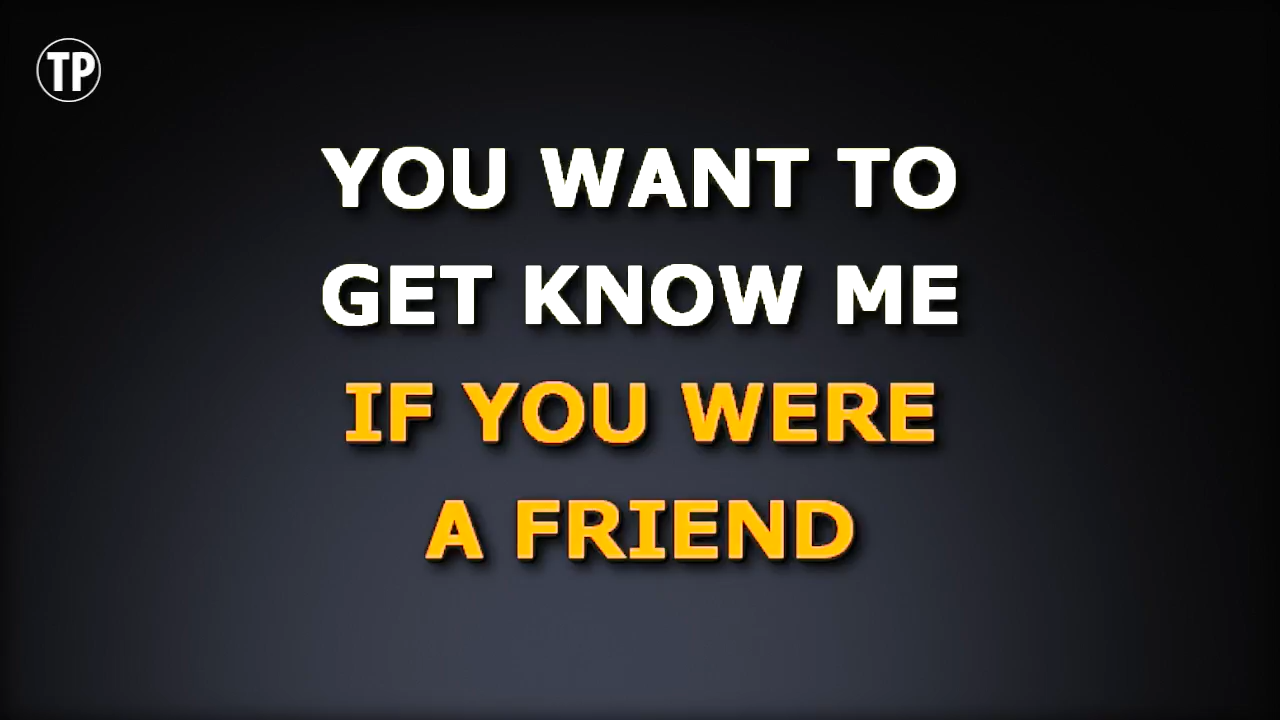 TP
YOU WANT TO
GET KNOW ME
IF YOU WERE
A FRIEND